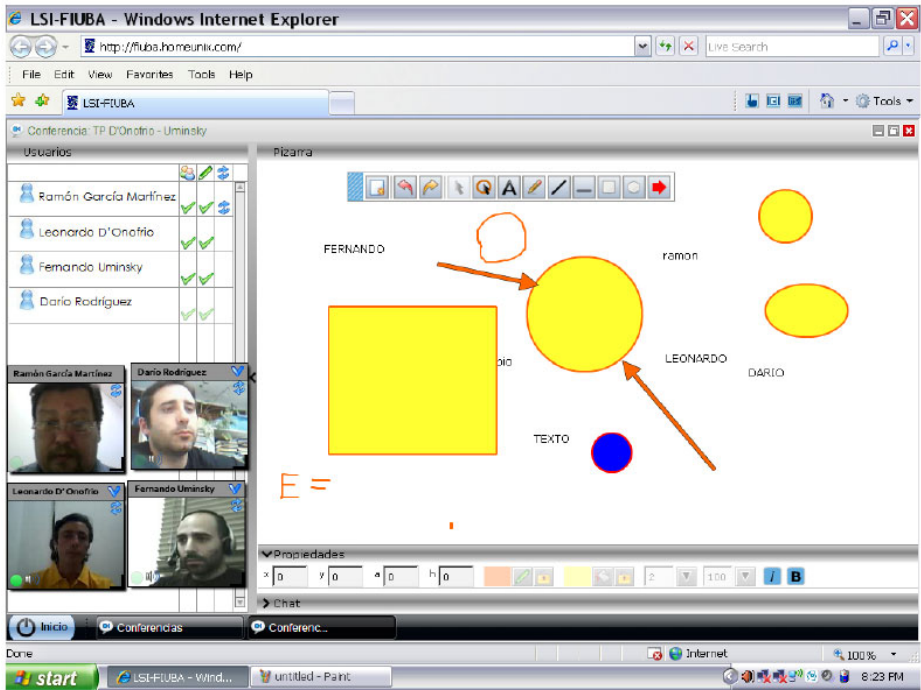 LSI-FIUBA - Windows Internet Explorer
http://fiuba.homeunix.com/
Live Search
File Edit View Favorites Tools Help
LSI-FIUBA
Tools
Conferencia: TP D'Onofrio - Uminsky
Usuarios
Pizarra
A
Ramón García Martínez
Leonardo D'Onofrio
Fernando Uminsky
Darío Rodríguez
FERNANDO
ramon
LEONARDO
DARIO
TEXTO
E =
Ramón García Martínez
Darío Rodríguez
Leonardo D'Onofrio
Fernando Uminsky
Propiedades
x 0 y 0 a 0 h 0 2 100 I B
Chat
Inicio
Conferencias
Conferenc...
Done
Internet
100%
start
LSI-FIUBA - Wind...
untitled - Paint
8:23 PM